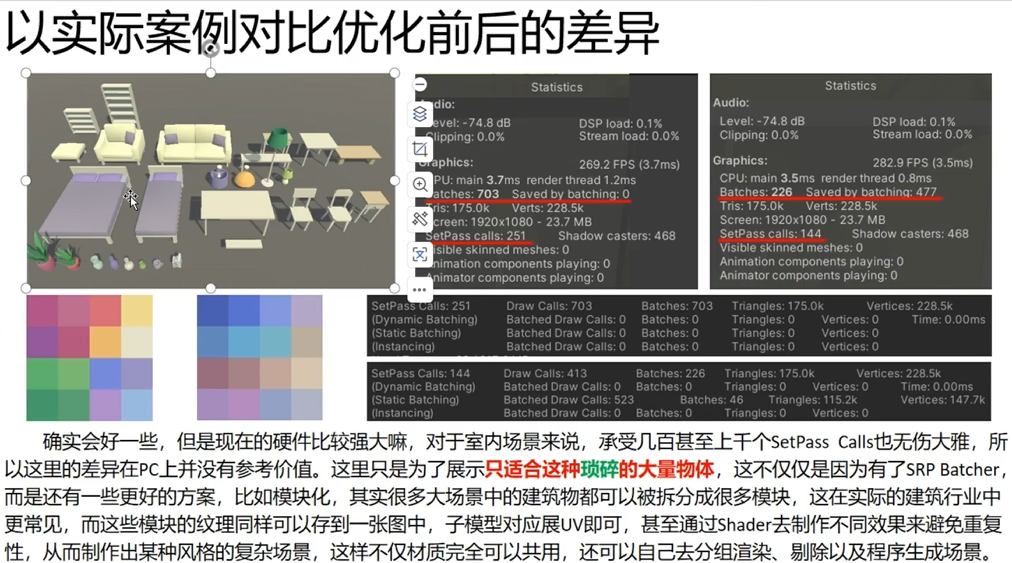 以实际案例对比优化前后的差异
Statistics
Audio:
Level: -74.8 dB DSP load: 0.1%
Clipping: 0.0% Stream load: 0.0%
Graphics: 269.2 FPS (3.7ms)
CPU: main 3.7ms render thread 1.2ms
Batches: 703 Saved by batching: 0
Tris: 175.0k Verts: 228.5k
Screen: 1920x1080 - 23.7 MB
SetPass calls: 251 Shadow casters: 468
Visible skinned meshes: 0
Animation components playing: 0
Animator components playing: 0
Statistics
Audio:
Level: -74.8 dB DSP load: 0.1%
Clipping: 0.0% Stream load: 0.0%
Graphics: 282.9 FPS (3.5ms)
CPU: main 3.5ms render thread 0.8ms
Batches: 226 Saved by batching: 477
Tris: 175.0k Verts: 228.5k
Screen: 1920x1080 - 23.7 MB
SetPass calls: 144 Shadow casters: 468
Visible skinned meshes: 0
Animation components playing: 0
Animator components playing: 0
SetPass Calls: 251 Draw Calls: 703 Batches: 703 Triangles: 175.0k Vertices: 228.5k
(Dynamic Batching) Batched Draw Calls: 0 Batches: 0 Triangles: 0 Vertices: 0 Time: 0.00ms
(Static Batching) Batched Draw Calls: 0 Batches: 0 Triangles: 0 Vertices: 0
(Instancing) Batched Draw Calls: 0 Batches: 0 Triangles: 0 Vertices: 0
SetPass Calls: 144 Draw Calls: 413 Batches: 226 Triangles: 175.0k Vertices: 228.5k
(Dynamic Batching) Batched Draw Calls: 0 Batches: 0 Triangles: 0 Vertices: 0 Time: 0.00ms
(Static Batching) Batched Draw Calls: 523 Batches: 46 Triangles: 115.2k Vertices: 147.7k
(Instancing) Batched Draw Calls: 0 Batches: 0 Triangles: 0 Vertices: 0
确实会好一些，但是现在的硬件比较强大嘛，对于室内场景来说，承受几百甚至上千个SetPass Calls也无伤大雅，所
以这里的差异在PC上并没有参考价值。这里只是为了展示只适合这种琐碎的大量物体，这不仅仅是因为有了SRP Batcher，
而是还有一些更好的方案，比如模块化，其实很多大场景中的建筑物都可以被拆分成很多模块，这在实际的建筑行业中
更常见，而这些模块的纹理同样可以存到一张图中，子模型对应展UV即可，甚至通过Shader去制作不同效果来避免重复
性，从而制作出某种风格的复杂场景，这样不仅材质完全可以共用，还可以自己去分组渲染、剔除以及程序生成场景。